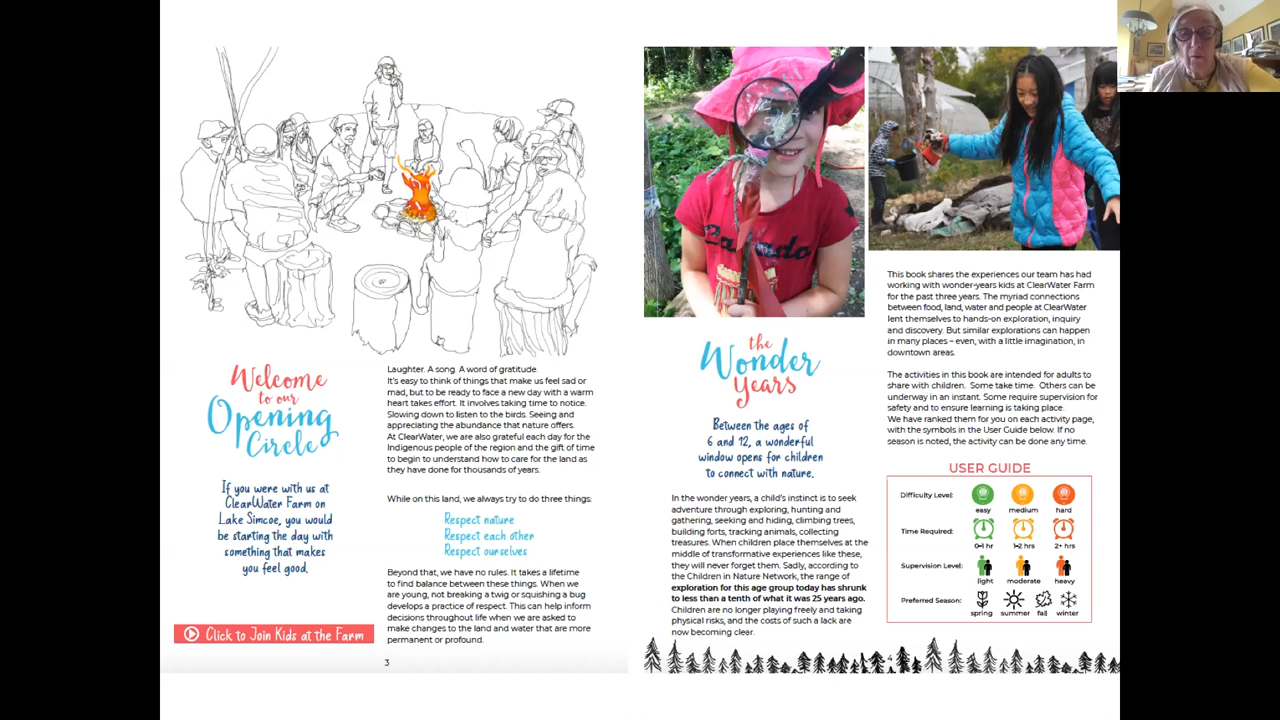 Welcome
to our
Opening
Circle
If you were with us at
ClearWater Farm on
Lake Simcoe, you would
be starting the day with
something that makes
you feel good.
Click to Join Kids at the Farm
Laughter. A song. A word of gratitude.
It's easy to think of things that make us feel sad or
mad, but to be ready to face a new day with a warm
heart takes effort. It involves taking time to notice.
Slowing down to listen to the birds. Seeing and
appreciating the abundance that nature offers.
At ClearWater, we are also grateful each day for the
Indigenous people of the region and the gift of time
to begin to understand how to care for the land as
they have done for thousands of years.
While on this land, we always try to do three things:
Respect nature
Respect each other
Respect ourselves
Beyond that, we have no rules. It takes a lifetime
to find balance between these things. When we
are young, not breaking a twig or squishing a bug
develops a practice of respect. This can help inform
decisions throughout life when we are asked to
make changes to the land and water that are more
permanent or profound.
3
the
Wonder
Years
Between the ages of
6 and 12, a wonderful
window opens for children
to connect with nature.
In the wonder years, a child's instinct is to seek
adventure through exploring, hunting and
gathering, seeking and hiding, climbing trees,
building forts, tracking animals, collecting
treasures. When children place themselves at the
middle of transformative experiences like these,
they will never forget them. Sadly, according to
the Children in Nature Network, the range of
exploration for this age group today has shrunk
to less than a tenth of what it was 25 years ago.
Children are no longer playing freely and taking
physical risks, and the costs of such a lack are
now becoming clear.
This book shares the experiences our team has had
working with wonder-years kids at ClearWater Farm
for the past three years. The myriad connections
between food, land, water and people at ClearWater
lent themselves to hands-on exploration, inquiry
and discovery. But similar explorations can happen
in many places – even, with a little imagination, in
downtown areas.
The activities in this book are intended for adults to
share with children. Some take time. Others can be
underway in an instant. Some require supervision for
safety and to ensure learning is taking place.
We have ranked them for you on each activity page,
with the symbols in the User Guide below. If no
season is noted, the activity can be done any time.
USER GUIDE
Difficulty Level:
easy medium hard
Time Required:
0-1 hr 1-2 hrs 2+ hrs
Supervision Level:
light moderate heavy
Preferred Season:
spring summer fall winter